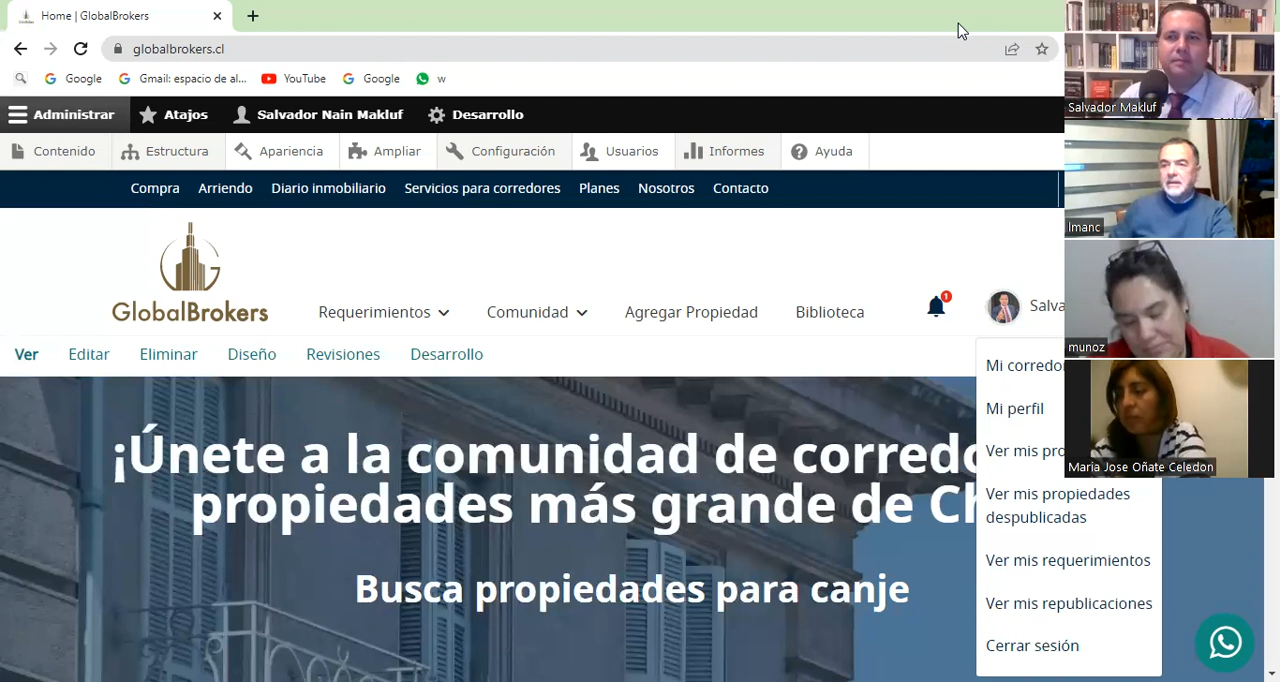 Home | GlobalBrokers
globalbrokers.cl
Google
Gmail: espacio de al...
YouTube
Google
w
Administrar
Atajos
Salvador Nain Makluf
Desarrollo
Contenido
Estructura
Apariencia
Ampliar
Configuración
Usuarios
Informes
Ayuda
Compra
Arriendo
Diario inmobiliario
Servicios para corredores
Planes
Nosotros
Contacto
GlobalBrokers
Requerimientos
Comunidad
Agregar Propiedad
Biblioteca
1
Salva
Ver
Editar
Eliminar
Diseño
Revisiones
Desarrollo
¡Únete a la comunidad de corredo
propiedades más grande de Ch
Busca propiedades para canje
Mi corredo
Mi perfil
Ver mis pro
Ver mis propiedades
despublicadas
Ver mis requerimientos
Ver mis republicaciones
Cerrar sesión
Salvador Makluf
lmanc
munoz
Maria Jose Oñate Celedon